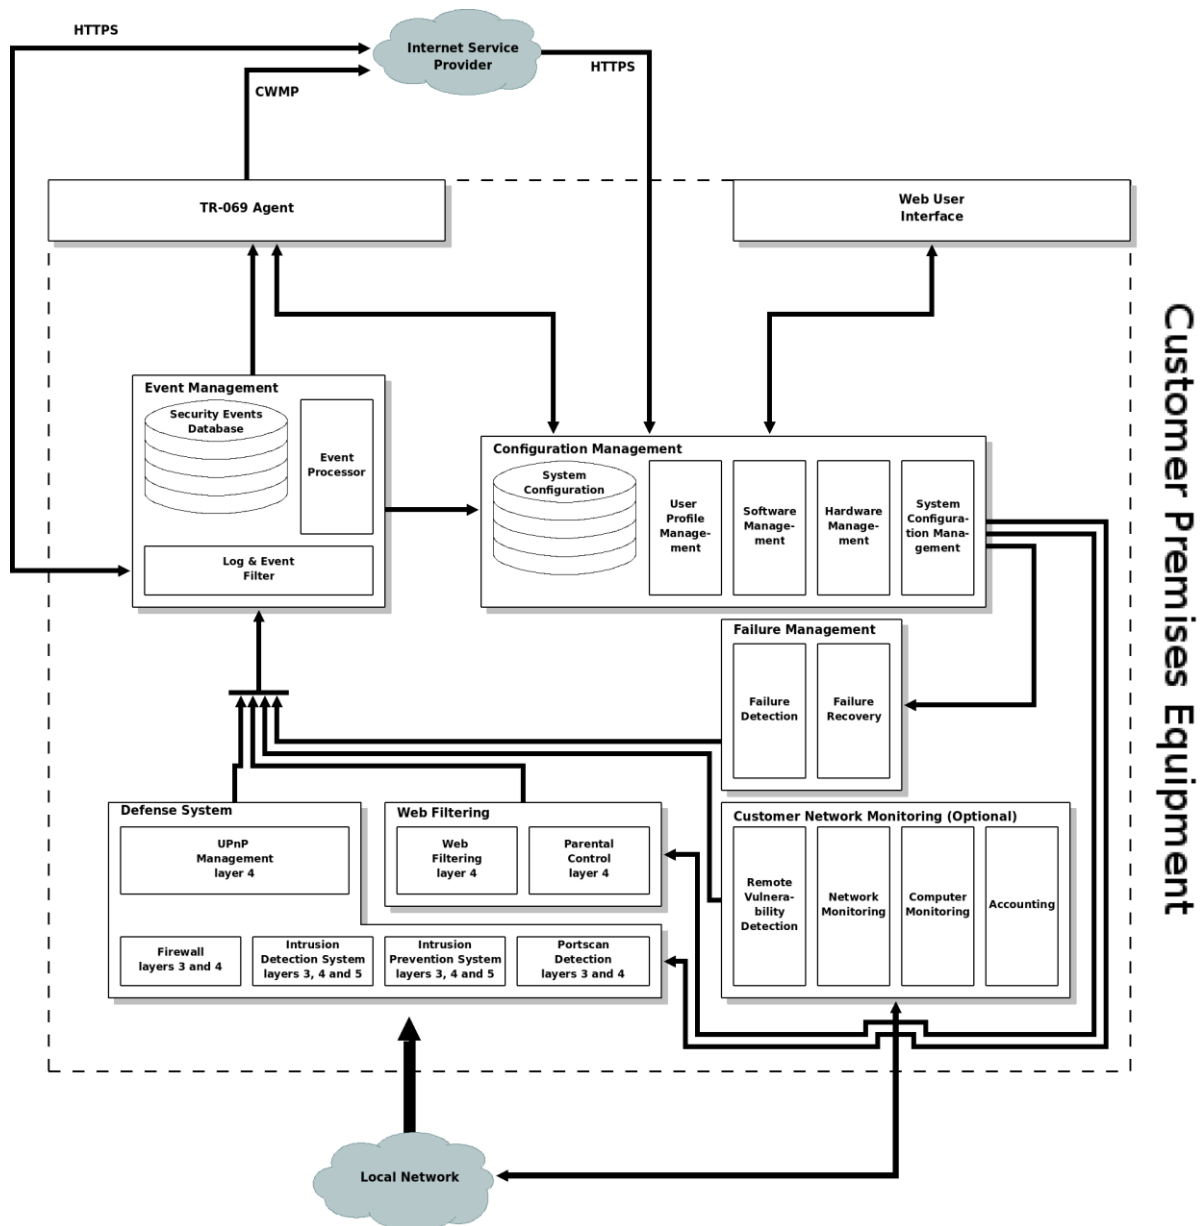 HTTPS
Internet Service
Provider
HTTPS
CWMP
TR-069 Agent
Web User
Interface
Customer Premises Equipment
Event Management
Security Events
Database
Event
Processor
Log & Event
Filter
Configuration Management
System
Configuration
User
Profile
Manage-
ment
Software
Manage-
ment
Hardware
Manage-
ment
System
Configura-
tion Mana-
gement
Failure Management
Failure
Detection
Failure
Recovery
Defense System
UPnP
Management
layer 4
Firewall
layers 3 and 4
Intrusion
Detection System
layers 3, 4 and 5
Intrusion
Prevention System
layers 3, 4 and 5
Portscan
Detection
layers 3 and 4
Web Filtering
Web
Filtering
layer 4
Parental
Control
layer 4
Customer Network Monitoring (Optional)
Remote
Vulnera-
bility
Detection
Network
Monitoring
Computer
Monitoring
Accounting
Local Network